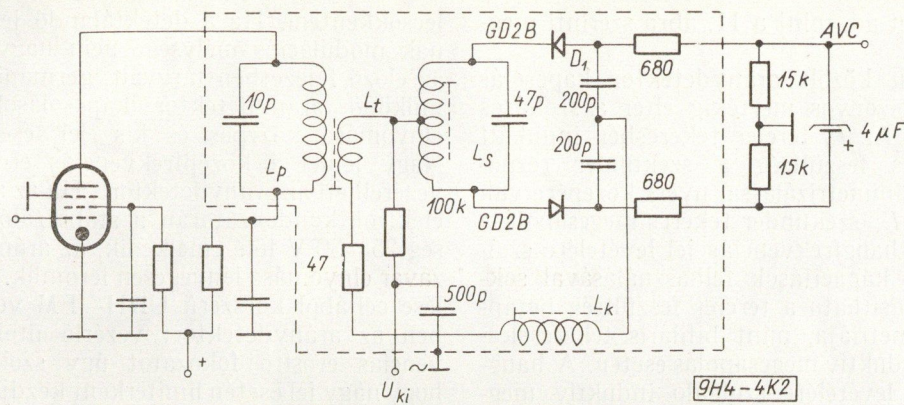 AVC
GD2B
D1
680
10p
Lt
47p
200p
15k
Lp
Ls
200p
4µF
+
15k
100k
680
GD2B
47
500p
Lk
+
Uki
~
9H4-4K2